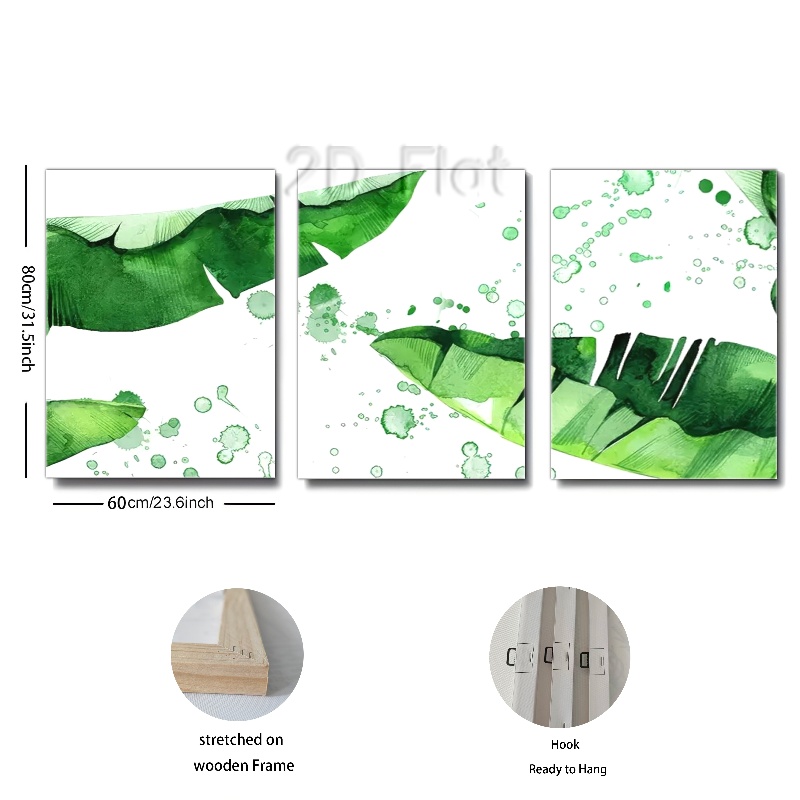 2D Flat
80cm/31.5inch
60cm/23.6inch
stretched on
wooden Frame
Hook
Ready to Hang